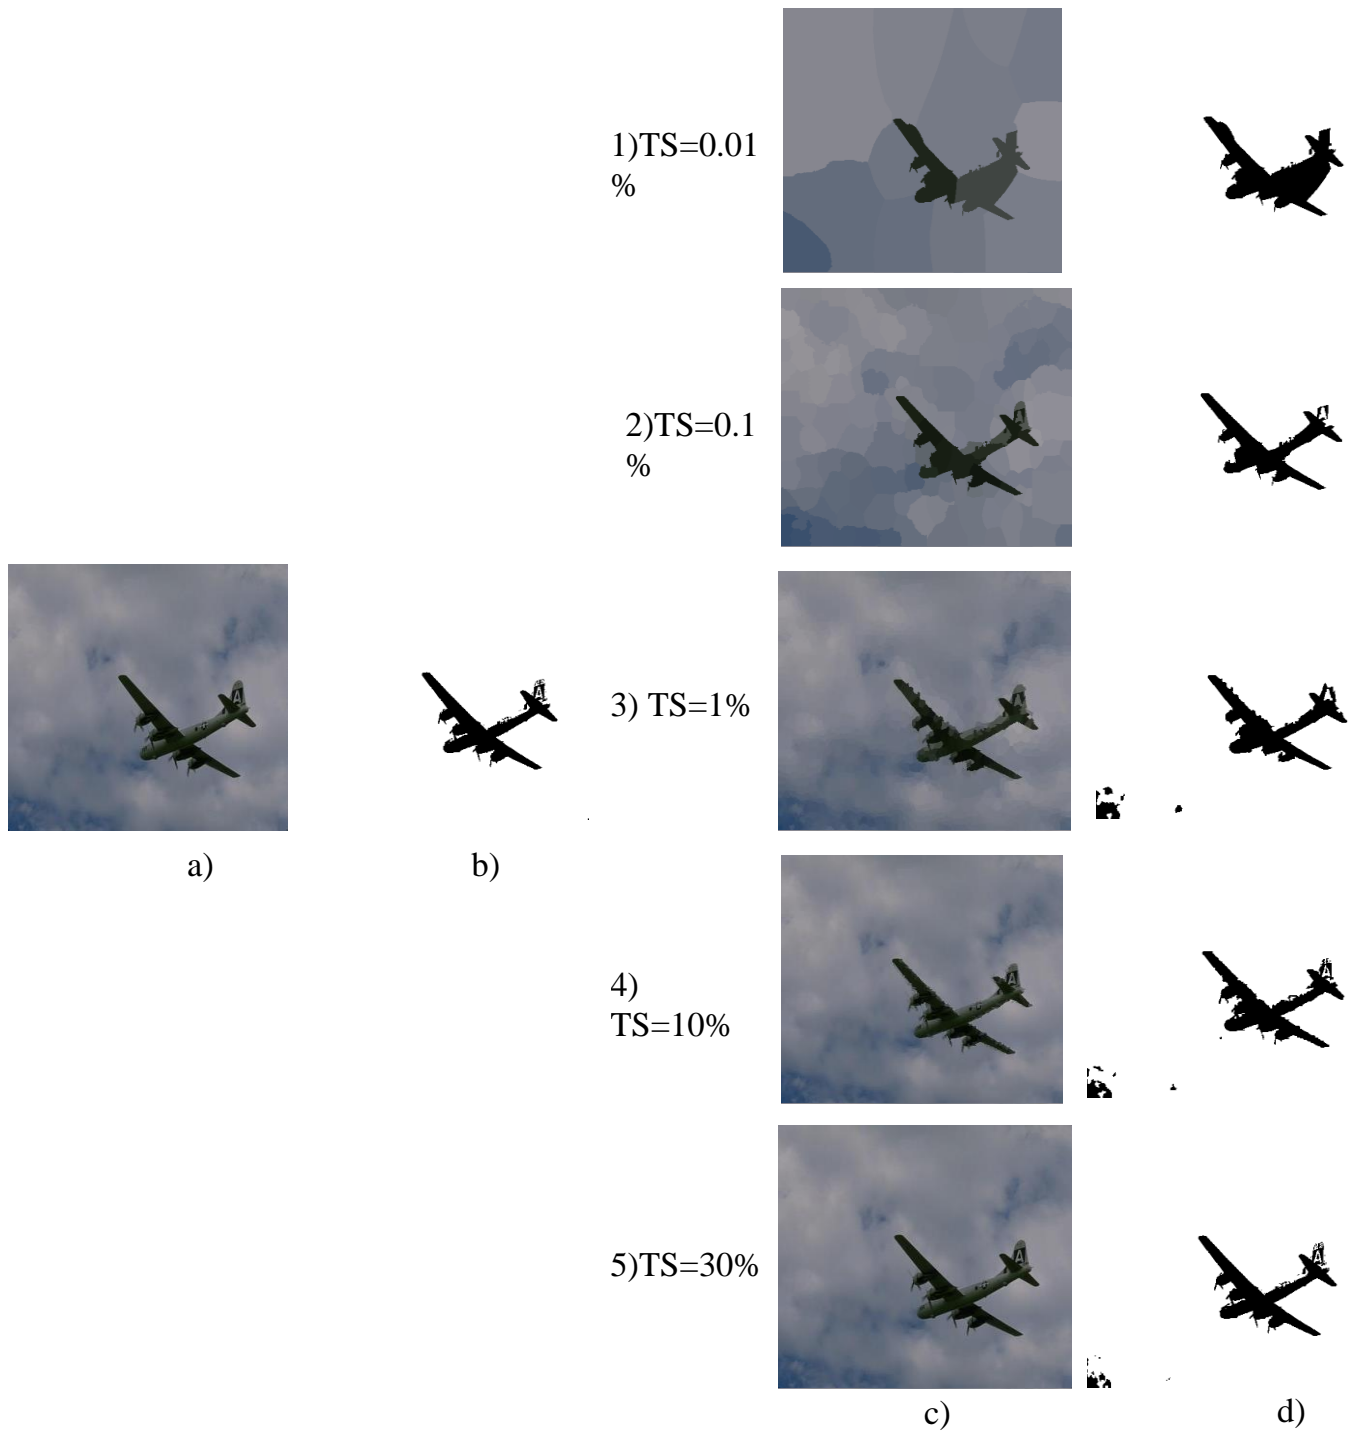 1)TS=0.01
%
2)TS=0.1
%
3) TS=1%
a)
b)
4)
TS=10%
5)TS=30%
c)
d)